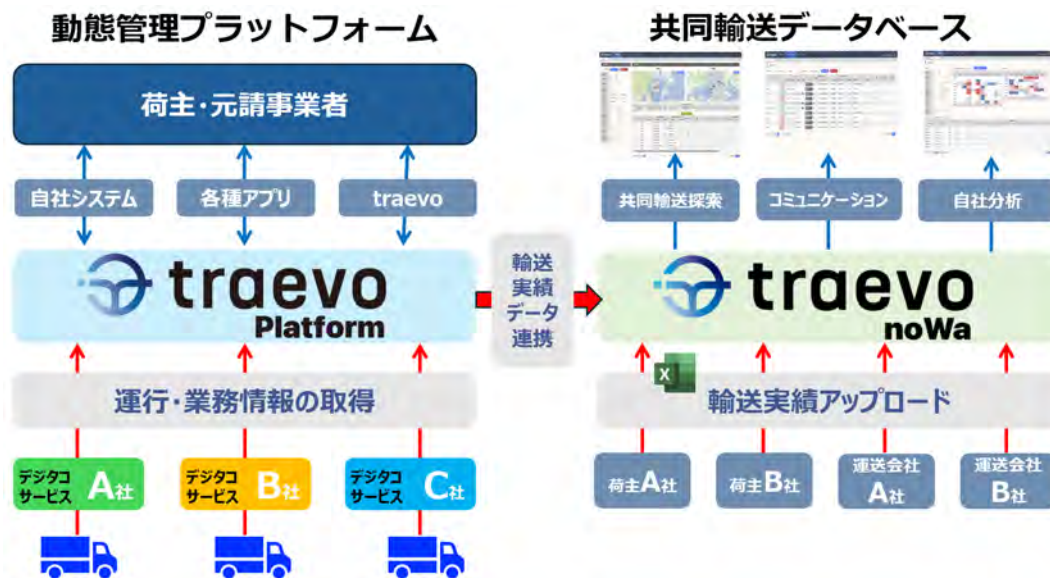 動態管理プラットフォーム
荷主・元請事業者
自社システム
各種アプリ
traevo
traevo
Platform
運行・業務情報の取得
デジタコ
サービス
A社
デジタコ
サービス
B社
デジタコ
サービス
C社
輸送
実績
データ
連携
共同輸送データベース
共同輸送探索
コミュニケーション
自社分析
traevo
noWa
X
輸送実績アップロード
荷主A社
荷主B社
運送会社
A社
運送会社
B社